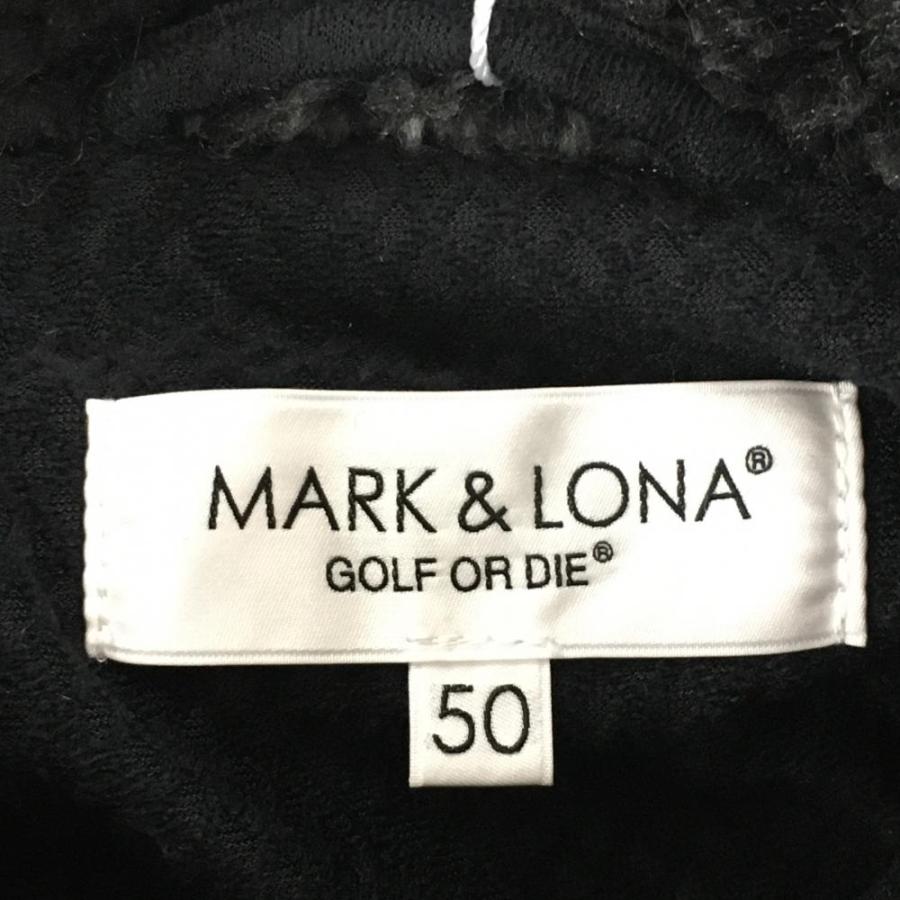 MARK & LONA®
GOLF OR DIE®
50